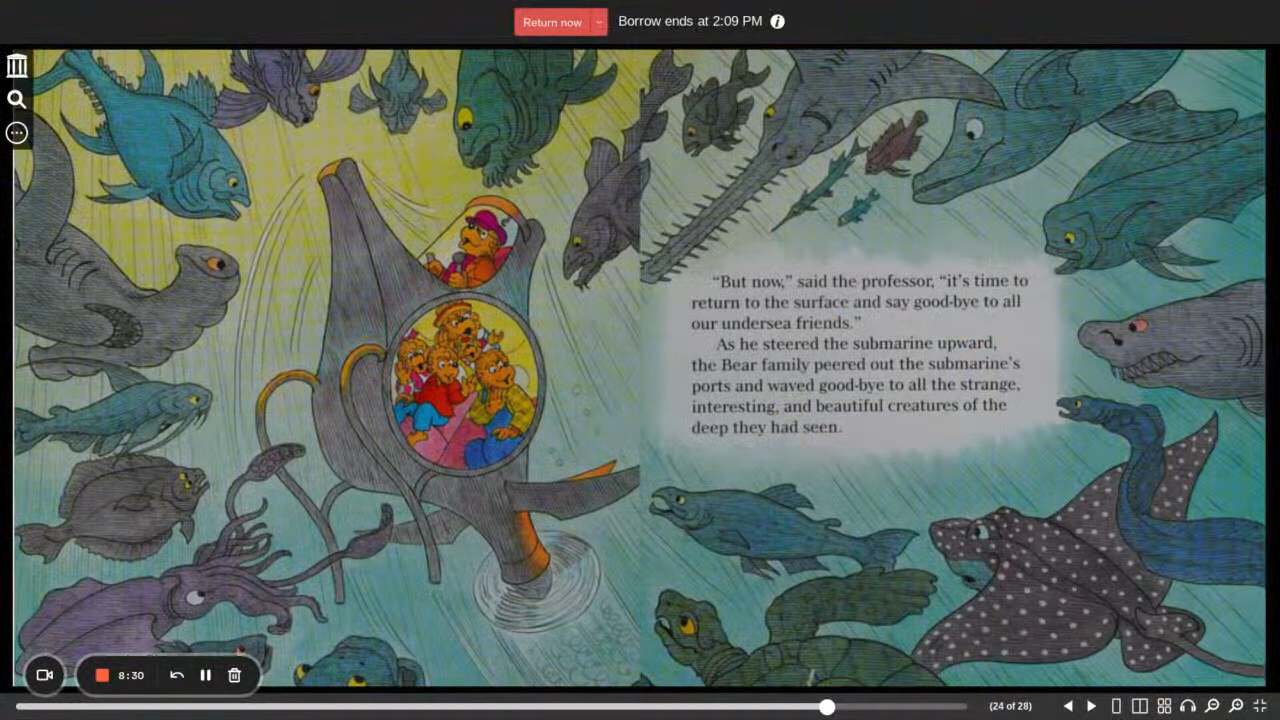 Return now
Borrow ends at 2:09 PM
“But now,” said the professor, “it’s time to
return to the surface and say good-bye to all
our undersea friends.”
As he steered the submarine upward,
the Bear family peered out the submarine’s
ports and waved good-bye to all the strange,
interesting, and beautiful creatures of the
deep they had seen.
8:30
(24 of 28)